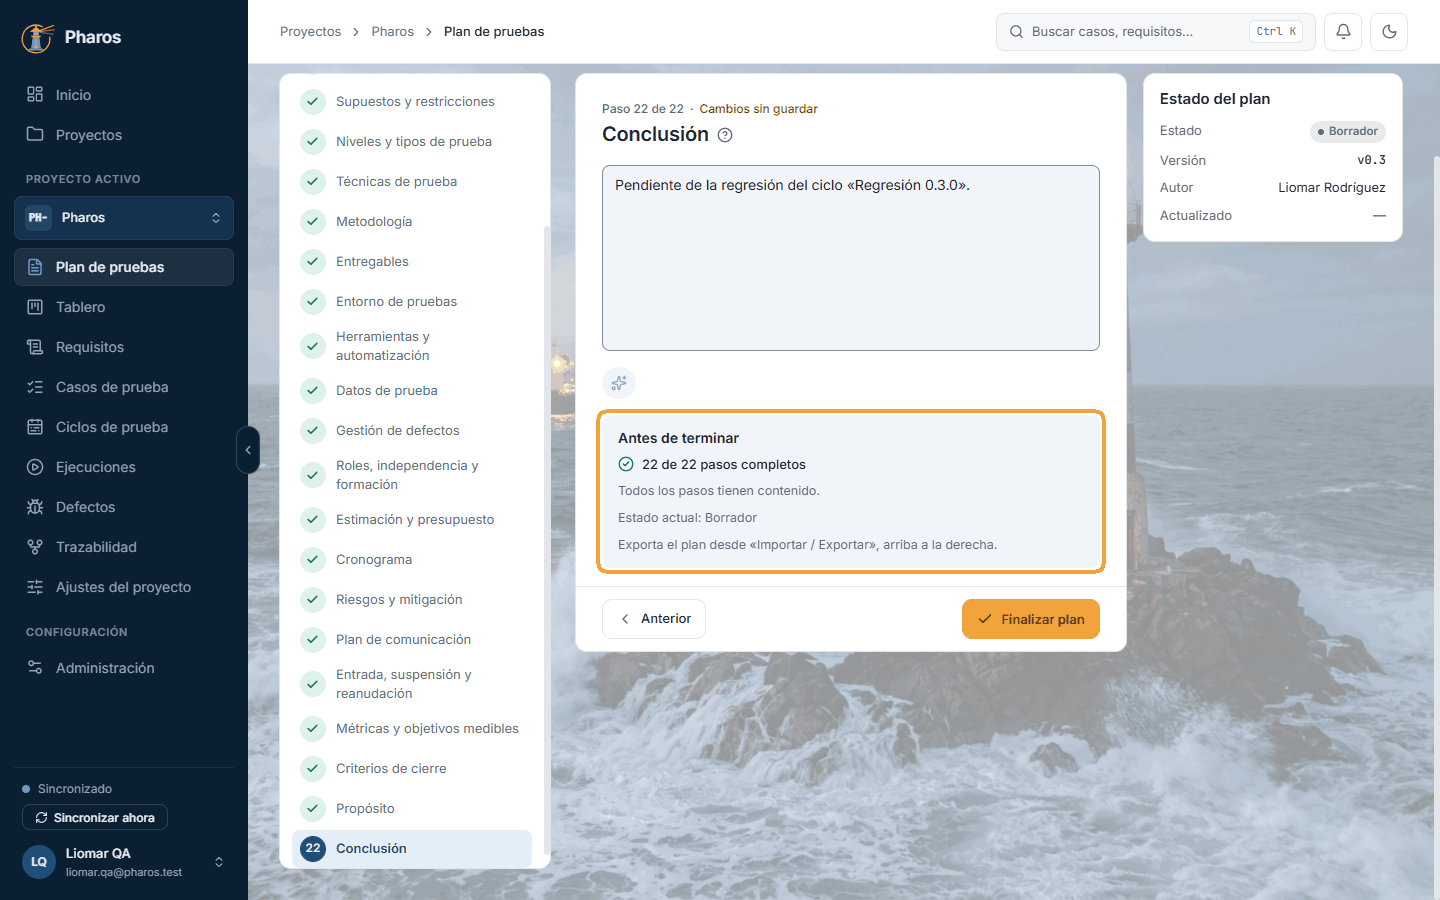 Pharos
Inicio
Proyectos
PROYECTO ACTIVO
PH-
Pharos
Plan de pruebas
Tablero
Requisitos
Casos de prueba
Ciclos de prueba
Ejecuciones
Defectos
Trazabilidad
Ajustes del proyecto
CONFIGURACIÓN
Administración
Sincronizado
Sincronizar ahora
LQ
Liomar QA
liomar.qa@pharos.test
Proyectos > Pharos > Plan de pruebas
Buscar casos, requisitos...
Ctrl K
Supuestos y restricciones
Niveles y tipos de prueba
Técnicas de prueba
Metodología
Entregables
Entorno de pruebas
Herramientas y
automatización
Datos de prueba
Gestión de defectos
Roles, independencia y
formación
Estimación y presupuesto
Cronograma
Riesgos y mitigación
Plan de comunicación
Entrada, suspensión y
reanudación
Métricas y objetivos medibles
Criterios de cierre
Propósito
22 Conclusión
Paso 22 de 22 · Cambios sin guardar
Conclusión
Pendiente de la regresión del ciclo «Regresión 0.3.0».
Antes de terminar
22 de 22 pasos completos
Todos los pasos tienen contenido.
Estado actual: Borrador
Exporta el plan desde «Importar / Exportar», arriba a la derecha.
Anterior
Finalizar plan
Estado del plan
Estado Borrador
Versión v0.3
Autor Liomar Rodríguez
Actualizado —